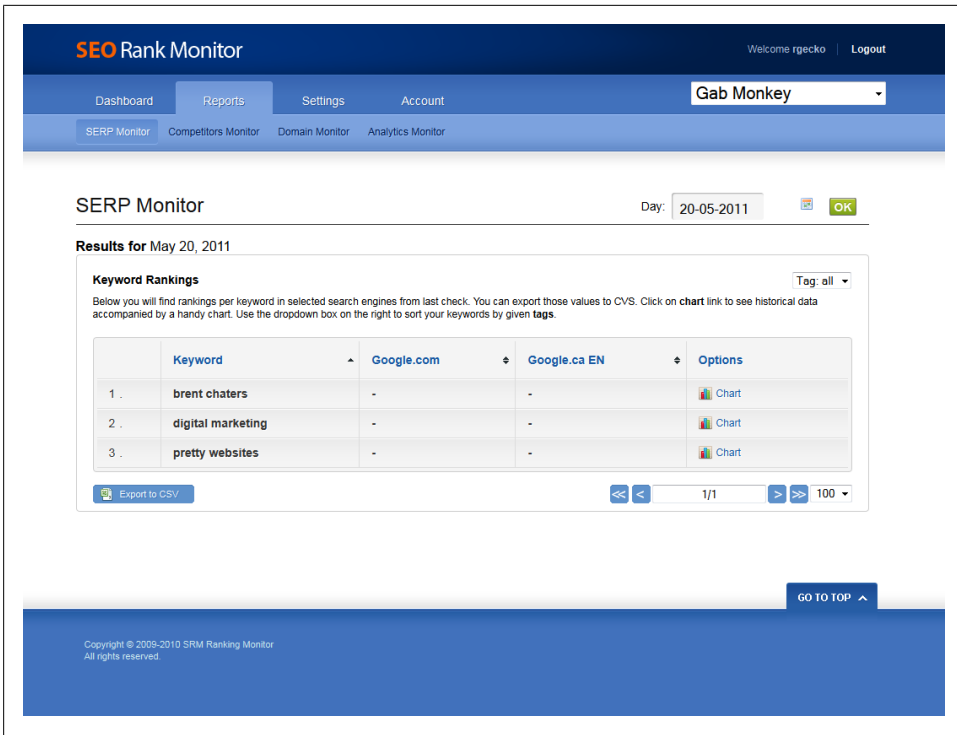 SEO Rank Monitor
Welcome rgecko | Logout
Dashboard Reports Settings Account Gab Monkey
SERP Monitor Competitors Monitor Domain Monitor Analytics Monitor
SERP Monitor Day: 20-05-2011 OK
Results for May 20, 2011
Keyword Rankings Tag: all
Below you will find rankings per keyword in selected search engines from last check. You can export those values to CVS. Click on chart link to see historical data
accompanied by a handy chart. Use the dropdown box on the right to sort your keywords by given tags.
Keyword Google.com Google.ca EN Options
1 . brent chaters - - Chart
2 . digital marketing - - Chart
3 . pretty websites - - Chart
Export to CSV << < 1/1 > >> 100
GO TO TOP
Copyright © 2009-2010 SRM Ranking Monitor
All rights reserved.